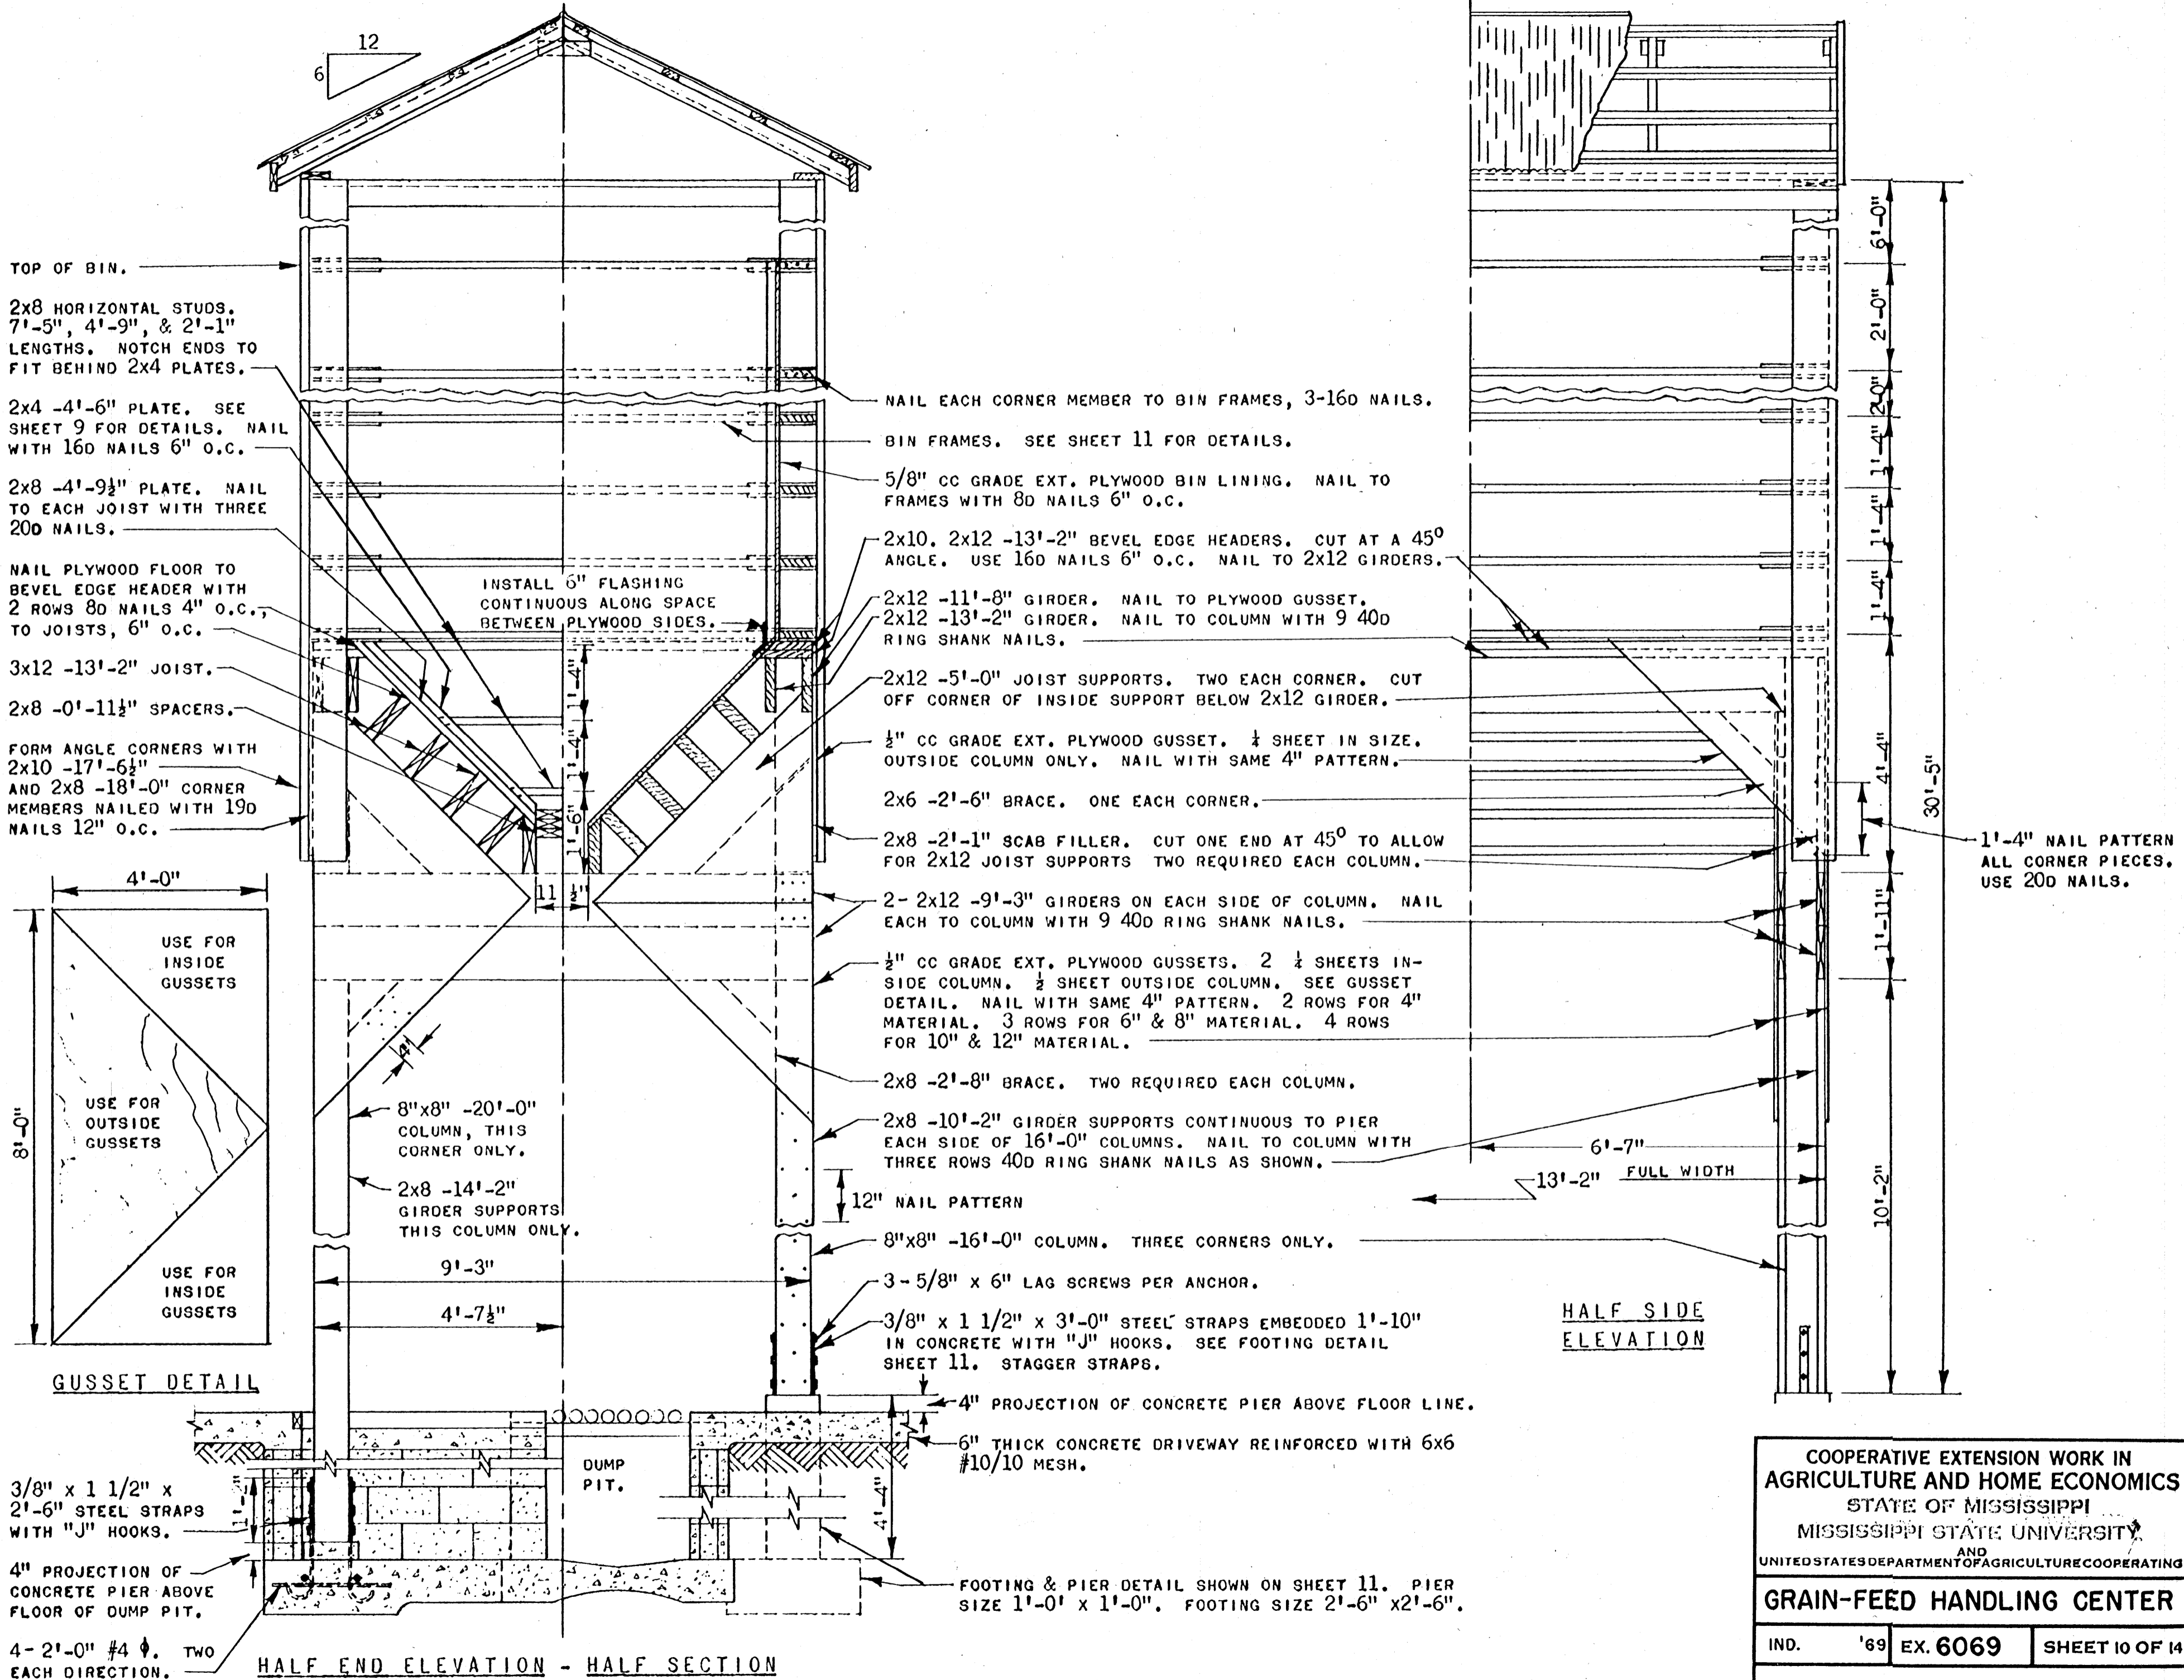 12
6
TOP OF BIN.
2x8 HORIZONTAL STUDS.
7'-5", 4'-9", & 2'-1"
LENGTHS. NOTCH ENDS TO
FIT BEHIND 2x4 PLATES.
2x4 -4'-6" PLATE. SEE
SHEET 9 FOR DETAILS. NAIL
WITH 16D NAILS 6" O.C.
2x8 -4'-9½" PLATE. NAIL
TO EACH JOIST WITH THREE
20D NAILS.
NAIL PLYWOOD FLOOR TO
BEVEL EDGE HEADER WITH
2 ROWS 8D NAILS 4" O.C.,
TO JOISTS, 6" O.C.
3x12 -13'-2" JOIST.
2x8 -0'-11½" SPACERS.
FORM ANGLE CORNERS WITH
2x10 -17'-6½"
AND 2x8 -18'-0" CORNER
MEMBERS NAILED WITH 19D
NAILS 12" O.C.
INSTALL 6" FLASHING
CONTINUOUS ALONG SPACE
BETWEEN PLYWOOD SIDES.
1'-4"
1'-4"
1'-6"
11 ½"
4"
4'-0"
8'-0"
USE FOR
INSIDE
GUSSETS
USE FOR
OUTSIDE
GUSSETS
USE FOR
INSIDE
GUSSETS
GUSSET DETAIL
8"x8" -20'-0"
COLUMN, THIS
CORNER ONLY.
2x8 -14'-2"
GIRDER SUPPORTS
THIS COLUMN ONLY.
9'-3"
4'-7½"
DUMP
PIT.
3/8" x 1 1/2" x
2'-6" STEEL STRAPS
WITH "J" HOOKS.
4" PROJECTION OF
CONCRETE PIER ABOVE
FLOOR OF DUMP PIT.
4- 2'-0" #4 ϕ. TWO
EACH DIRECTION.
HALF END ELEVATION - HALF SECTION
NAIL EACH CORNER MEMBER TO BIN FRAMES, 3-16D NAILS.
BIN FRAMES. SEE SHEET 11 FOR DETAILS.
5/8" CC GRADE EXT. PLYWOOD BIN LINING. NAIL TO
FRAMES WITH 8D NAILS 6" O.C.
2x10, 2x12 -13'-2" BEVEL EDGE HEADERS. CUT AT A 45°
ANGLE. USE 16D NAILS 6" O.C. NAIL TO 2x12 GIRDERS.
2x12 -11'-8" GIRDER. NAIL TO PLYWOOD GUSSET.
2x12 -13'-2" GIRDER. NAIL TO COLUMN WITH 9 40D
RING SHANK NAILS.
2x12 -5'-0" JOIST SUPPORTS. TWO EACH CORNER. CUT
OFF CORNER OF INSIDE SUPPORT BELOW 2x12 GIRDER.
½" CC GRADE EXT. PLYWOOD GUSSET. ¼ SHEET IN SIZE.
OUTSIDE COLUMN ONLY. NAIL WITH SAME 4" PATTERN.
2x6 -2'-6" BRACE. ONE EACH CORNER.
2x8 -2'-1" SCAB FILLER. CUT ONE END AT 45° TO ALLOW
FOR 2x12 JOIST SUPPORTS TWO REQUIRED EACH COLUMN.
2- 2x12 -9'-3" GIRDERS ON EACH SIDE OF COLUMN. NAIL
EACH TO COLUMN WITH 9 40D RING SHANK NAILS.
½" CC GRADE EXT. PLYWOOD GUSSETS. 2 ¼ SHEETS IN-
SIDE COLUMN. ½ SHEET OUTSIDE COLUMN. SEE GUSSET
DETAIL. NAIL WITH SAME 4" PATTERN. 2 ROWS FOR 4"
MATERIAL. 3 ROWS FOR 6" & 8" MATERIAL. 4 ROWS
FOR 10" & 12" MATERIAL.
2x8 -2'-8" BRACE. TWO REQUIRED EACH COLUMN.
2x8 -10'-2" GIRDER SUPPORTS CONTINUOUS TO PIER
EACH SIDE OF 16'-0" COLUMNS. NAIL TO COLUMN WITH
THREE ROWS 40D RING SHANK NAILS AS SHOWN.
12" NAIL PATTERN
8"x8" -16'-0" COLUMN. THREE CORNERS ONLY.
3-5/8" x 6" LAG SCREWS PER ANCHOR.
3/8" x 1 1/2" x 3'-0" STEEL STRAPS EMBEDDED 1'-10"
IN CONCRETE WITH "J" HOOKS. SEE FOOTING DETAIL
SHEET 11. STAGGER STRAPS.
4" PROJECTION OF CONCRETE PIER ABOVE FLOOR LINE.
6" THICK CONCRETE DRIVEWAY REINFORCED WITH 6x6
#10/10 MESH.
4'-4"
FOOTING & PIER DETAIL SHOWN ON SHEET 11. PIER
SIZE 1'-0' x 1'-0". FOOTING SIZE 2'-6" x2'-6".
6'-0"
2'-0"
2'-0"
1'-4"
1'-4"
1'-4"
4'-4"
1'-11"
10'-2"
30'-5"
1'-4" NAIL PATTERN
ALL CORNER PIECES.
USE 20D NAILS.
6'-7"
13'-2" FULL WIDTH
HALF SIDE
ELEVATION
COOPERATIVE EXTENSION WORK IN
AGRICULTURE AND HOME ECONOMICS
STATE OF MISSISSIPPI
MISSISSIPPI STATE UNIVERSITY
AND
UNITED STATES DEPARTMENT OF AGRICULTURE COOPERATING
GRAIN-FEED HANDLING CENTER
IND. '69 EX. 6069 SHEET 10 OF 14